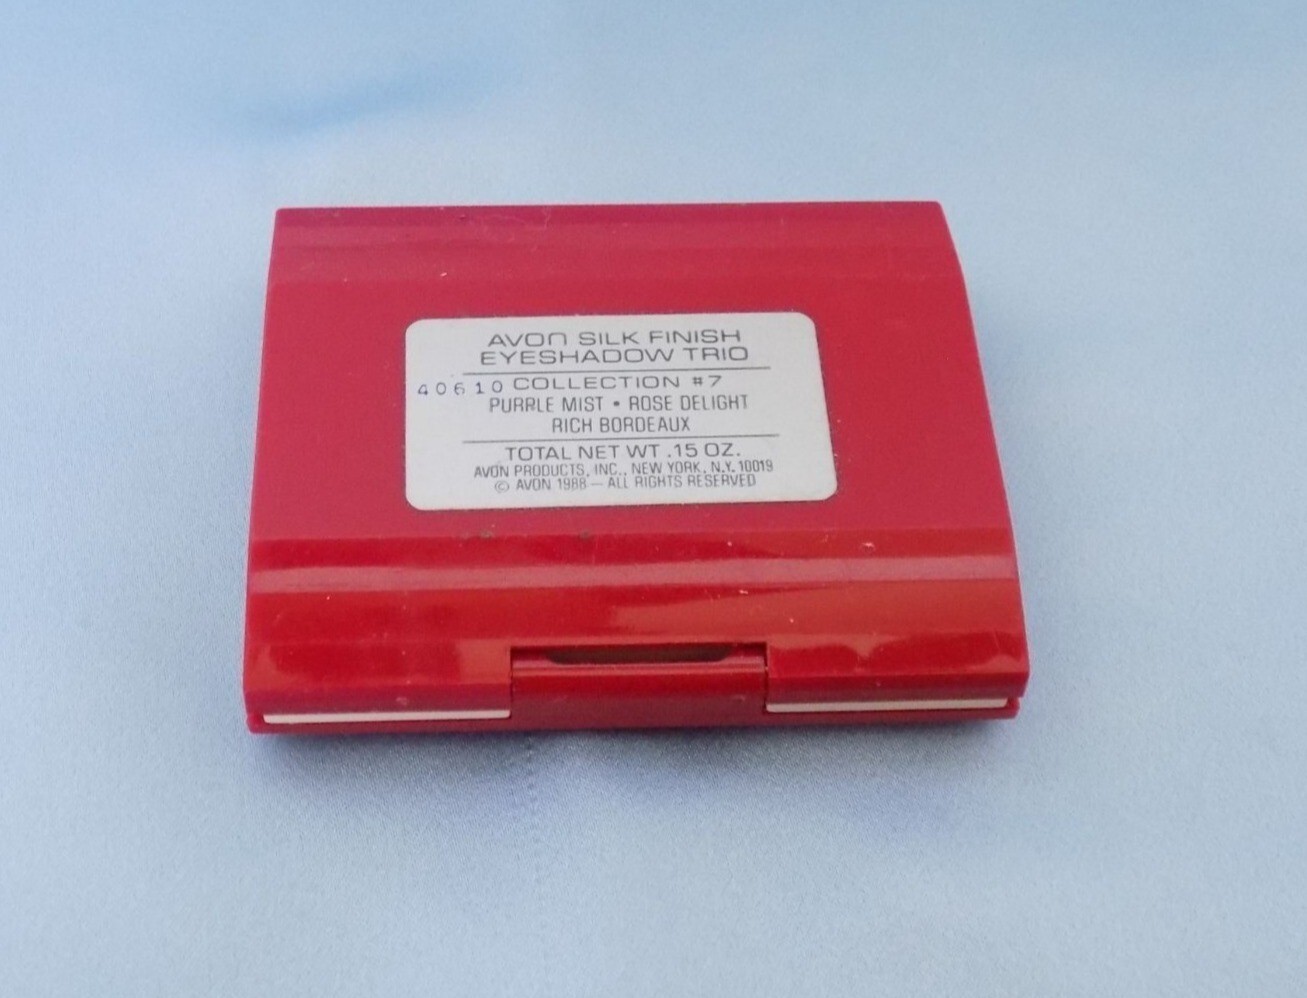 AVON SILK FINISH
EYESHADOW TRIO
40610 COLLECTION #7
PURPLE MIST • ROSE DELIGHT
RICH BORDEAUX
TOTAL NET WT .15 OZ.
AVON PRODUCTS, INC., NEW YORK, N.Y. 10019
© AVON 1988 — ALL RIGHTS RESERVED